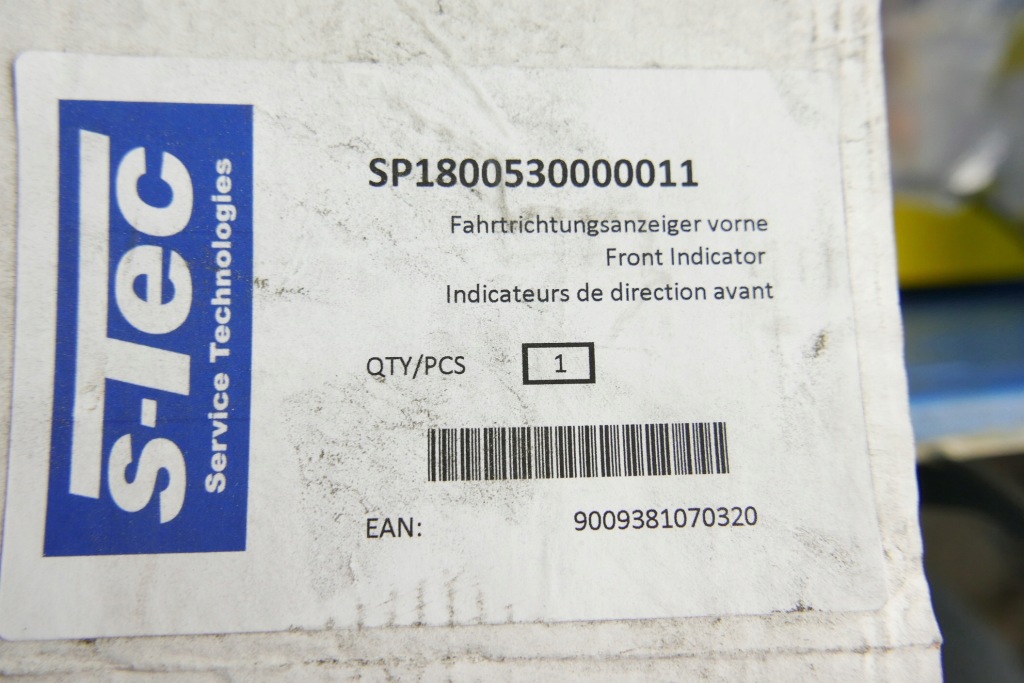 S-Tec
Service Technologies
SP1800530000011
Fahrtrichtungsanzeiger vorne
Front Indicator
Indicateurs de direction avant
QTY/PCS 1
EAN: 9009381070320